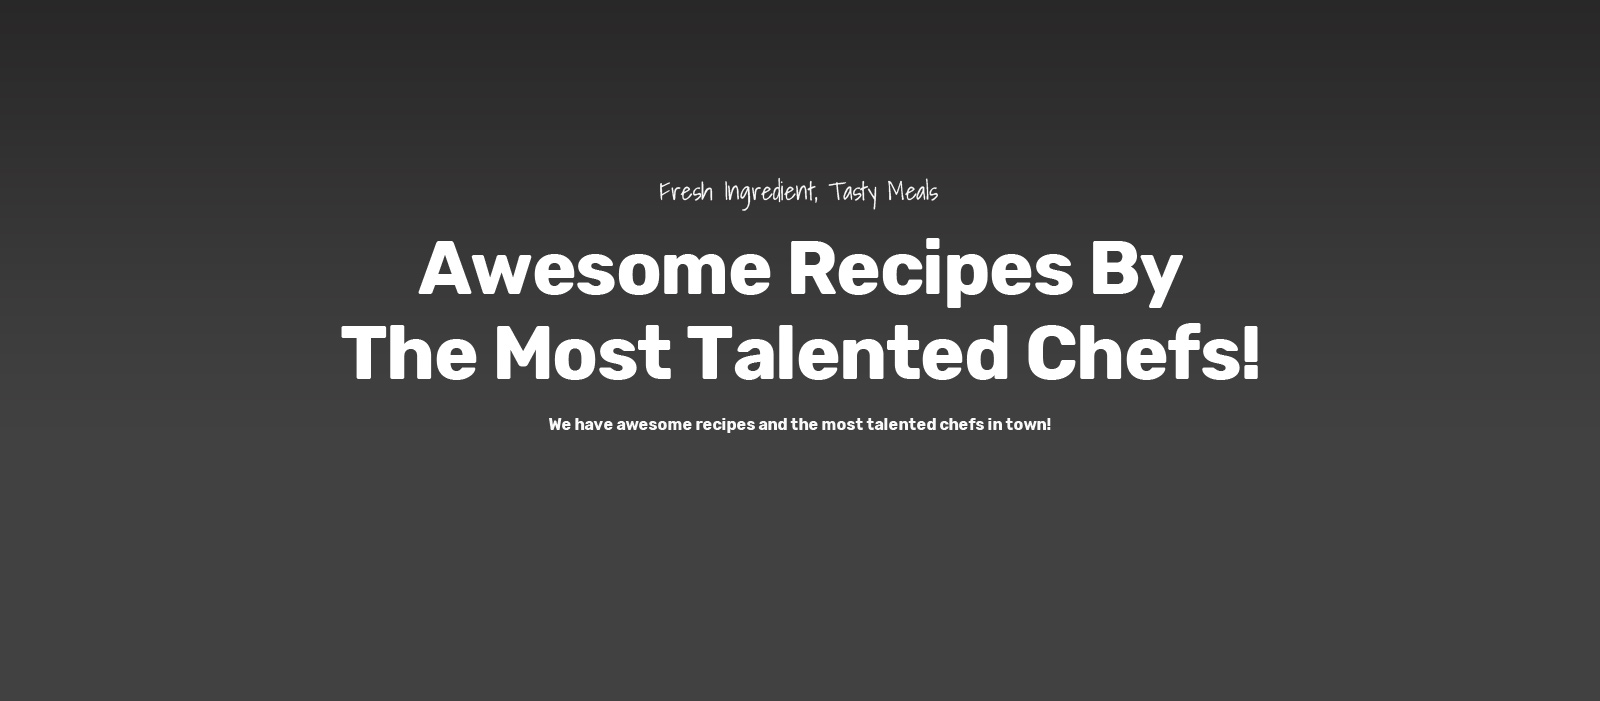 Fresh Ingredient, Tasty Meals
Awesome Recipes By
The Most Talented Chefs!
We have awesome recipes and the most talented chefs in town!